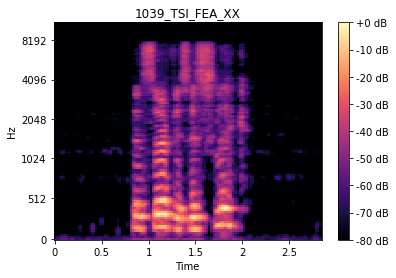 1039_TSI_FEA_XX
+0 dB
8192
-10 dB
-20 dB
4096
-30 dB
2048
-40 dB
Hz
1024
-50 dB
512
-60 dB
-70 dB
0
-80 dB
0 0.5 1 1.5 2 2.5
Time